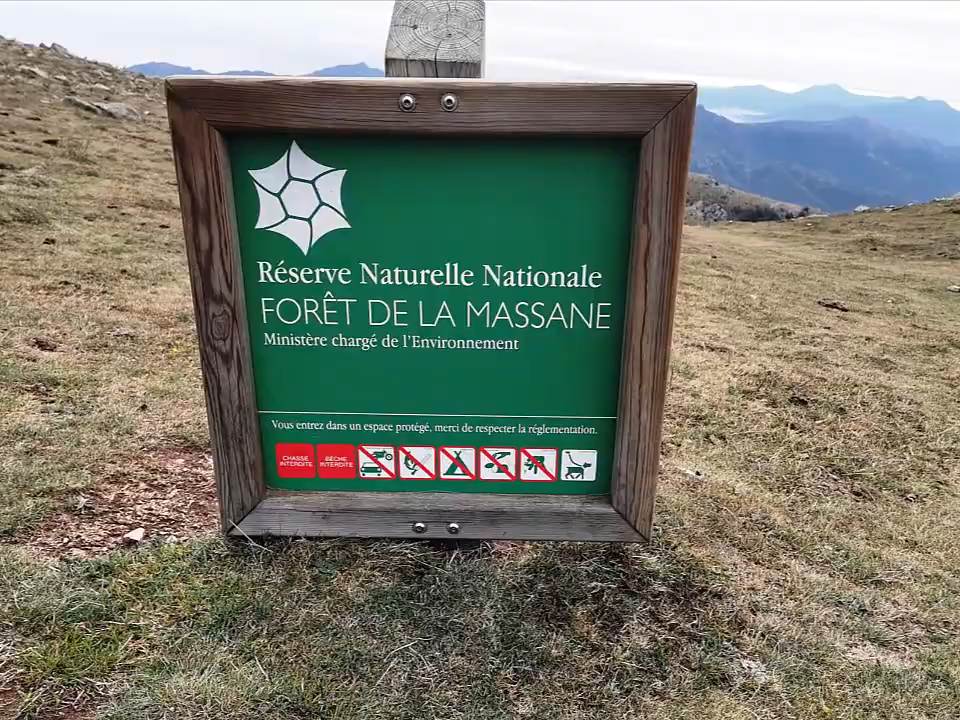 Réserve Naturelle Nationale
FORÊT DE LA MASSANE
Ministère chargé de l'Environnement
Vous entrez dans un espace protégé, merci de respecter la réglementation.
CHASSE INTERDITE
PÊCHE INTERDITE